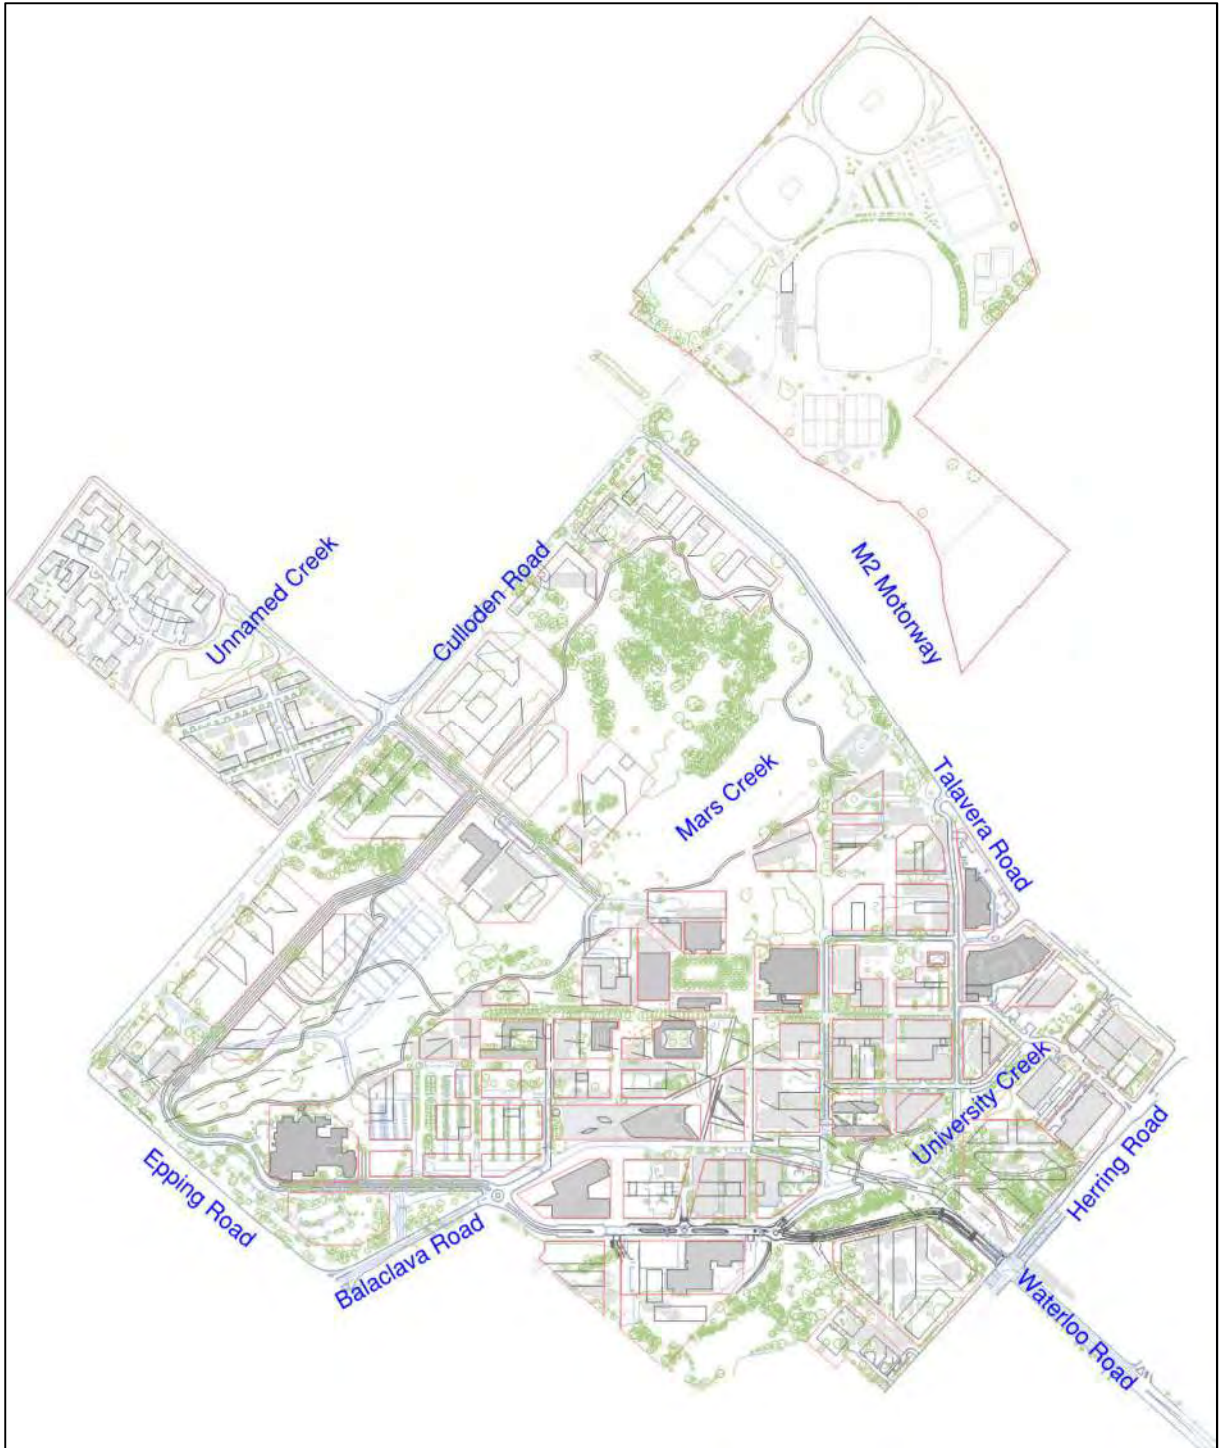 Unnamed Creek
Culloden Road
M2 Motorway
Mars Creek
Talavera Road
University Creek
Herring Road
Epping Road
Balaclava Road
Waterloo Road